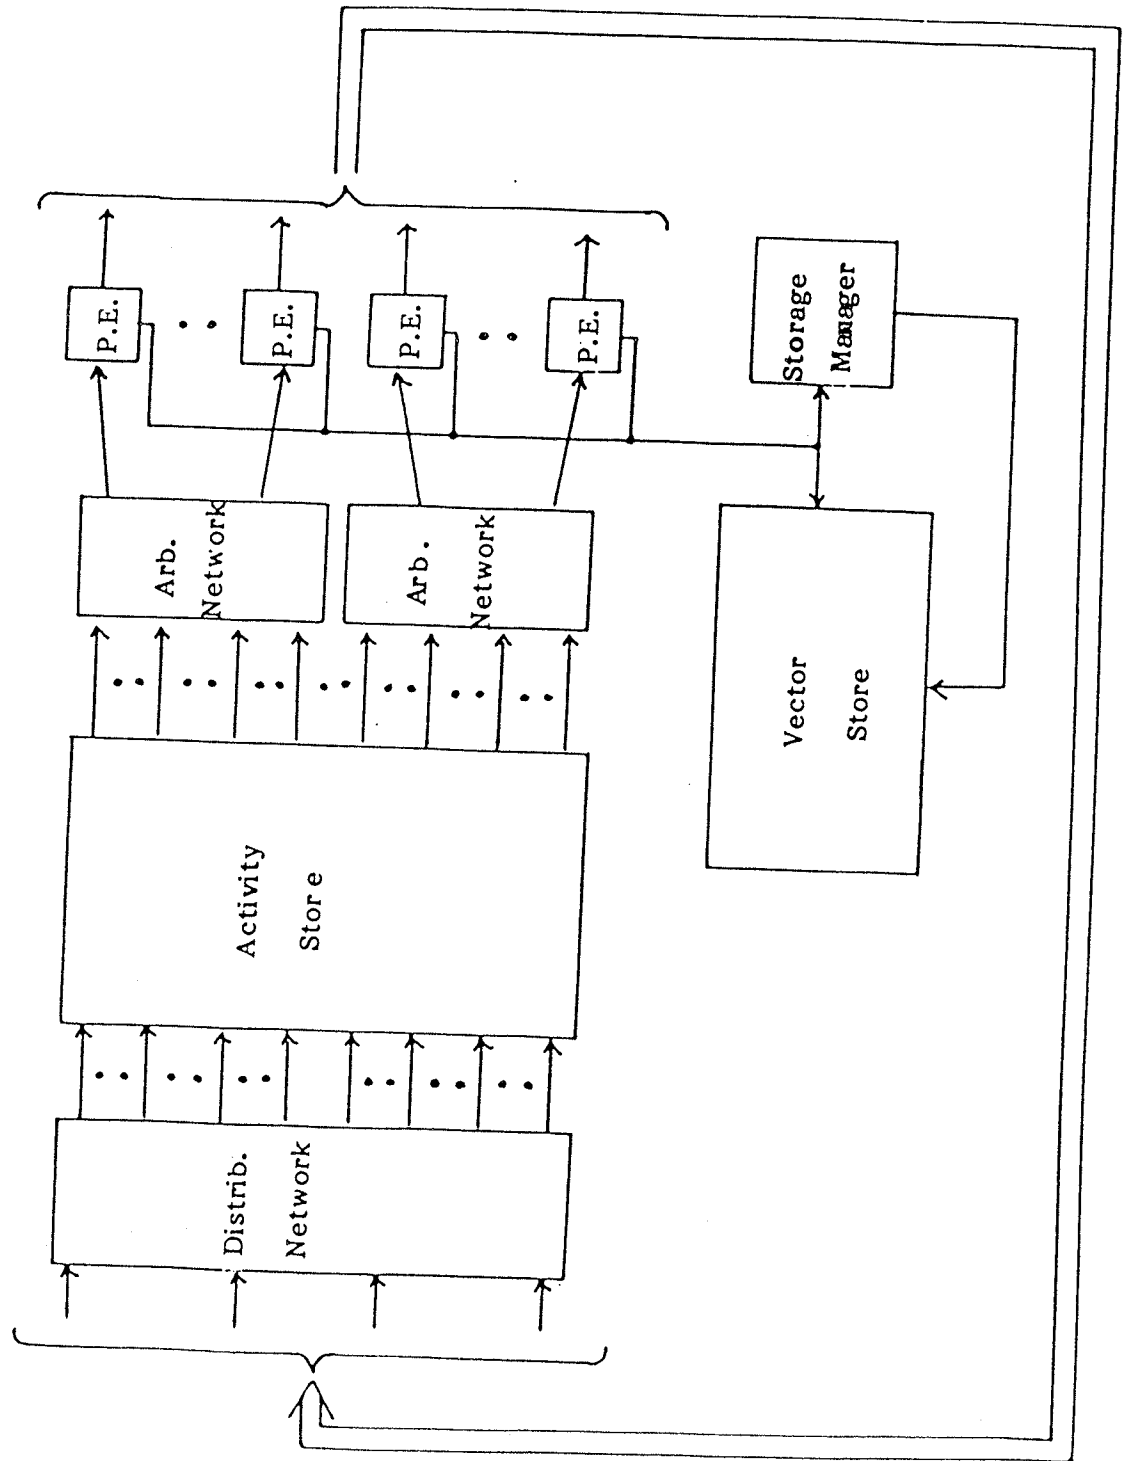 P.E.
P.E.
P.E.
P.E.
Storage
Manager
Arb.
Network
Arb.
Network
Vector
Store
Activity
Store
Distrib.
Network